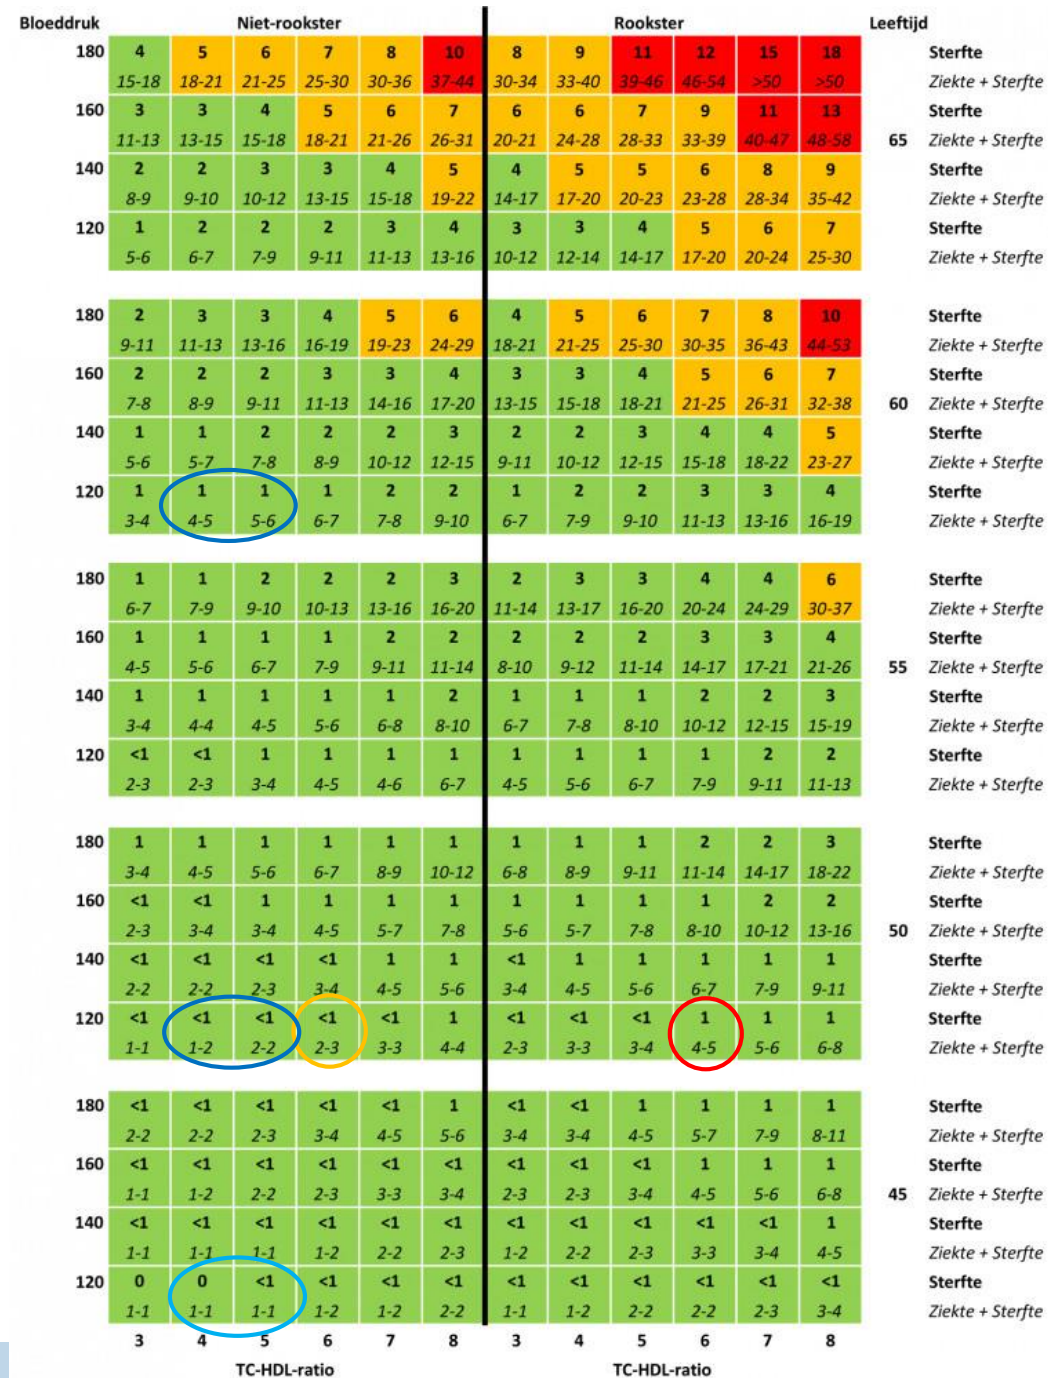 Bloeddruk Niet-rookster Rookster Leeftijd
180 4 5 6 7 8 10 8 9 11 12 15 18 Sterfte
15-18 18-21 21-25 25-30 30-36 37-44 30-34 33-40 39-46 46-54 >50 >50 Ziekte + Sterfte
160 3 3 4 5 6 7 6 6 7 9 11 13 Sterfte
11-13 13-15 15-18 18-21 21-26 26-31 20-21 24-28 28-33 33-39 40-47 48-58 65 Ziekte + Sterfte
140 2 2 3 3 4 5 4 5 5 6 8 9 Sterfte
8-9 9-10 10-12 13-15 15-18 19-22 14-17 17-20 20-23 23-28 28-34 35-42 Ziekte + Sterfte
120 1 2 2 2 3 4 3 3 4 5 6 7 Sterfte
5-6 6-7 7-9 9-11 11-13 13-16 10-12 12-14 14-17 17-20 20-24 25-30 Ziekte + Sterfte
180 2 3 3 4 5 6 4 5 6 7 8 10 Sterfte
9-11 11-13 13-16 16-19 19-23 24-29 18-21 21-25 25-30 30-35 36-43 44-53 Ziekte + Sterfte
160 2 2 2 3 3 4 3 3 4 5 6 7 Sterfte
7-8 8-9 9-11 11-13 14-16 17-20 13-15 15-18 18-21 21-25 26-31 32-38 60 Ziekte + Sterfte
140 1 1 2 2 2 3 2 2 3 4 4 5 Sterfte
5-6 5-7 7-8 8-9 10-12 12-15 9-11 10-12 12-15 15-18 18-22 23-27 Ziekte + Sterfte
120 1 1 1 1 2 2 1 2 2 3 3 4 Sterfte
3-4 4-5 5-6 6-7 7-8 9-10 6-7 7-9 9-10 11-13 13-16 16-19 Ziekte + Sterfte
180 1 1 2 2 2 3 2 3 3 4 4 6 Sterfte
6-7 7-9 9-10 10-13 13-16 16-20 11-14 13-17 16-20 20-24 24-29 30-37 Ziekte + Sterfte
160 1 1 1 1 2 2 2 2 2 3 3 4 Sterfte
4-5 5-6 6-7 7-9 9-11 11-14 8-10 9-12 11-14 14-17 17-21 21-26 55 Ziekte + Sterfte
140 1 1 1 1 1 2 1 1 1 2 2 3 Sterfte
3-4 4-4 4-5 5-6 6-8 8-10 6-7 7-8 8-10 10-12 12-15 15-19 Ziekte + Sterfte
120 <1 <1 1 1 1 1 1 1 1 1 2 2 Sterfte
2-3 2-3 3-4 4-5 4-6 6-7 4-5 5-6 6-7 7-9 9-11 11-13 Ziekte + Sterfte
180 1 1 1 1 1 1 1 1 1 2 2 3 Sterfte
3-4 4-5 5-6 6-7 8-9 10-12 6-8 8-9 9-11 11-14 14-17 18-22 Ziekte + Sterfte
160 <1 <1 1 1 1 1 1 1 1 1 2 2 Sterfte
2-3 3-4 3-4 4-5 5-7 7-8 5-6 5-7 7-8 8-10 10-12 13-16 50 Ziekte + Sterfte
140 <1 <1 <1 <1 1 1 <1 1 1 1 1 1 Sterfte
2-2 2-2 2-3 3-4 4-5 5-6 3-4 4-5 5-6 6-7 7-9 9-11 Ziekte + Sterfte
120 <1 <1 <1 <1 <1 1 <1 <1 <1 1 1 1 Sterfte
1-1 1-2 2-2 2-3 3-3 4-4 2-3 3-3 3-4 4-5 5-6 6-8 Ziekte + Sterfte
180 <1 <1 <1 <1 <1 1 <1 <1 1 1 1 1 Sterfte
2-2 2-2 2-3 3-4 4-5 5-6 3-4 3-4 4-5 5-7 7-9 8-11 Ziekte + Sterfte
160 <1 <1 <1 <1 <1 <1 <1 <1 <1 1 1 1 Sterfte
1-1 1-2 2-2 2-3 3-3 3-4 2-3 2-3 3-4 4-5 5-6 6-8 45 Ziekte + Sterfte
140 <1 <1 <1 <1 <1 <1 <1 <1 <1 <1 <1 1 Sterfte
1-1 1-1 1-1 1-2 2-2 2-3 1-2 2-2 2-3 3-3 3-4 4-5 Ziekte + Sterfte
120 0 0 <1 <1 <1 <1 <1 <1 <1 <1 <1 <1 Sterfte
1-1 1-1 1-1 1-2 1-2 2-2 1-1 1-2 2-2 2-2 2-3 3-4 Ziekte + Sterfte
3 4 5 6 7 8 3 4 5 6 7 8
TC-HDL-ratio TC-HDL-ratio